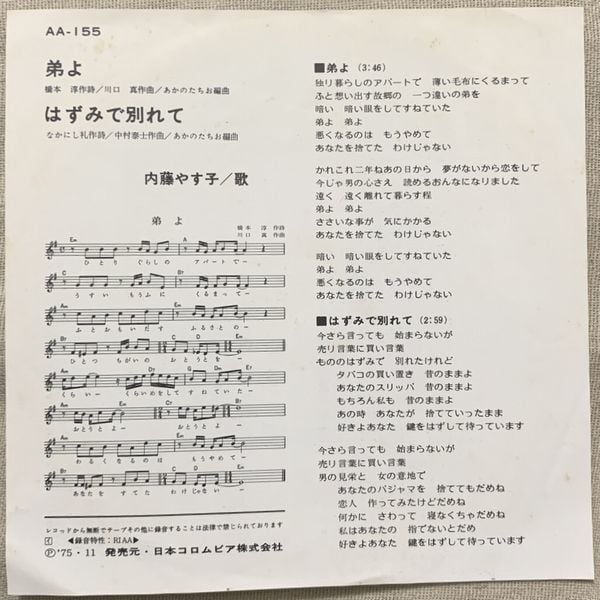 AA-155
弟よ
橋本 淳作詩/川口 真作曲/あかのたちお編曲
はずみで別れて
なかにし礼作詩/中村泰士作曲/あかのたちお編曲
内藤やす子/歌
弟 よ
橋本 淳 作詩
川口 真 作曲
Em A Em
ひとり ぐらしの アパートで―
C B7
うすい もうふに くるまって―
Am Em
ふとおもいだす ふるさとの―
B7 C D Em
ひとつ ちがいの おとうとを―
Am G Am
くらい― くらいめをして すねていた―
Am Em Am Em
おとうとよ― おとうとよ―
Am Em
わるくなるのは もうやめて―
B7 C D Em
あなたを すてた わけじゃない―
レコードから無断でテープその他に録音することは法律で禁じられております
◀録音特性:RIAA▶
Ⓟ'75・11 発売元・日本コロムビア株式会社
■弟よ (3:46)
独り暮らしのアパートで 薄い毛布にくるまって
ふと想い出す故郷の 一つ違いの弟を
暗い 暗い眼をしてすねていた
弟よ 弟よ
悪くなるのは もうやめて
あなたを捨てた わけじゃない
かれこれ二年ねあの日から 夢がないから恋をして
今じゃ男の心さえ 読めるおんなになりました
遠く 遠く離れて暮らす程
弟よ 弟よ
ささいな事が 気にかかる
あなたを捨てた わけじゃない
暗い 暗い眼をしてすねていた
弟よ 弟よ
悪くなるのは もうやめて
あなたを捨てた わけじゃない
■はずみで別れて (2:59)
今さら言っても 始まらないが
売り言葉に買い言葉
もののはずみで 別れたけれど
タバコの買い置き 昔のままよ
あなたのスリッパ 昔のままよ
もちろん私も 昔のままよ
あの時 あなたが 捨てていったまま
好きよあなた 鍵をはずして待っています
今さら言っても 始まらないが
売り言葉に買い言葉
男の見栄と 女の意地で
あなたのパジャマを 捨ててもだめね
恋人 作ってみたけどだめね
何かに さわって 寝なくちゃだめね
私はあなたの 指でないとだめ
好きよあなた 鍵をはずして待っています